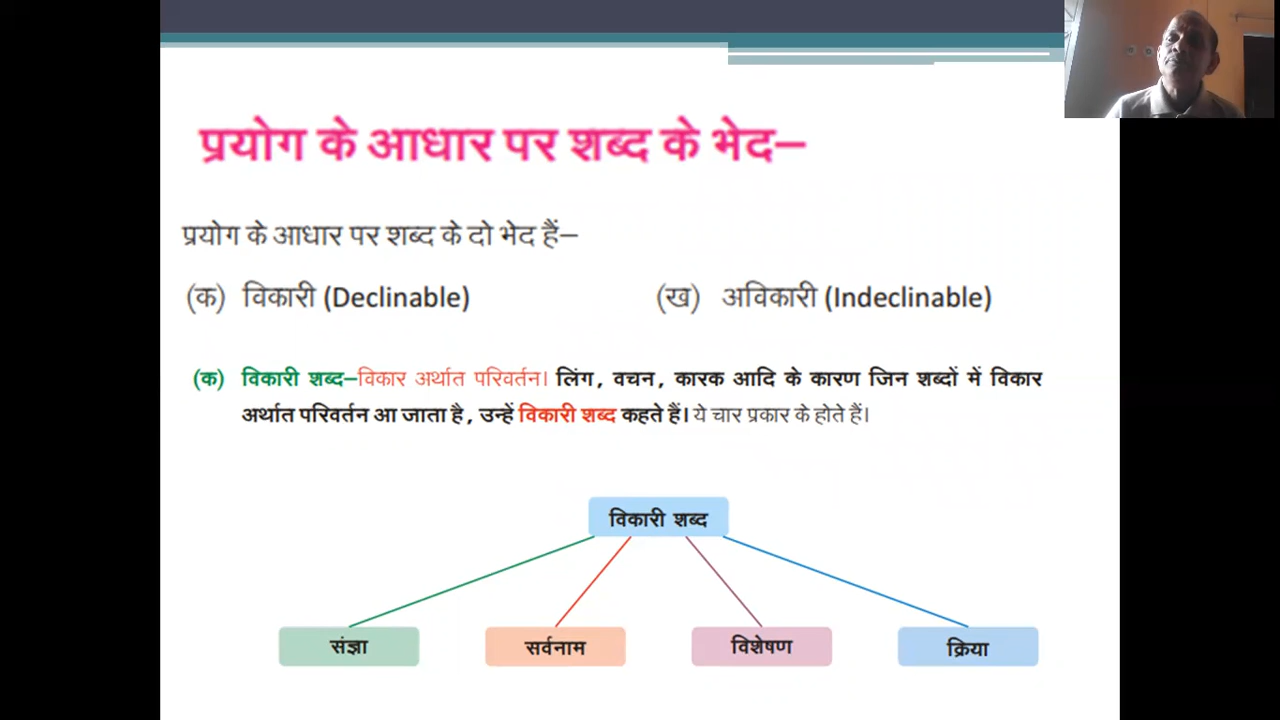 प्रयोग के आधार पर शब्द के भेद–
प्रयोग के आधार पर शब्द के दो भेद हैं–
(क) विकारी (Declinable) (ख) अविकारी (Indeclinable)
(क) विकारी शब्द–विकार अर्थात परिवर्तन। लिंग, वचन, कारक आदि के कारण जिन शब्दों में विकार
अर्थात परिवर्तन आ जाता है, उन्हें विकारी शब्द कहते हैं। ये चार प्रकार के होते हैं।
विकारी शब्द
संज्ञा सर्वनाम विशेषण क्रिया